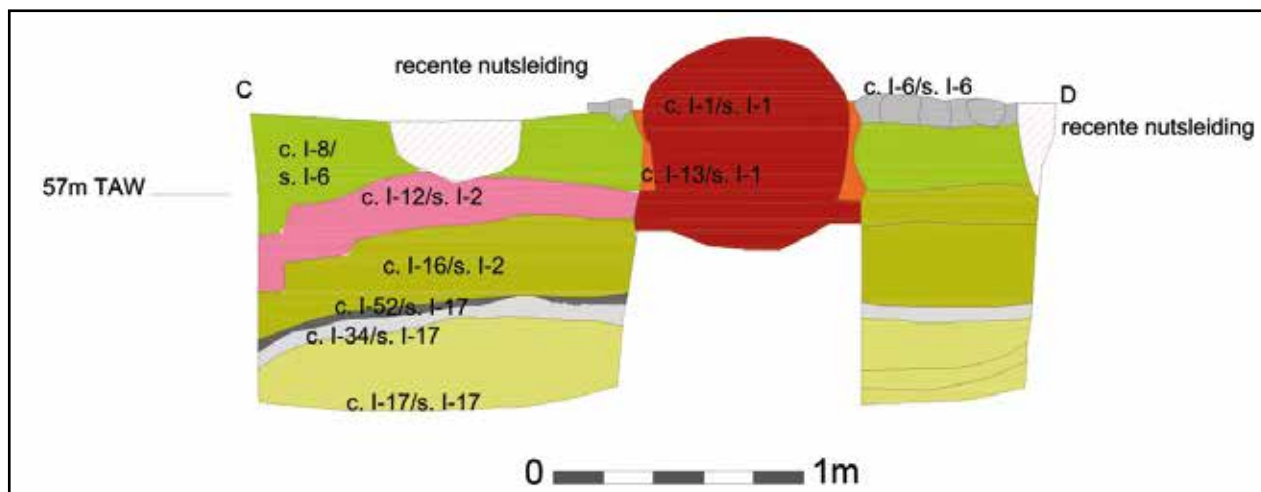 recente nutsleiding
C
c. I-6/s. I-6
D
c. I-1/s. I-1
recente nutsleiding
c. I-8/
s. I-6
57m TAW
c. I-13/s. I-1
c. I-12/s. I-2
c. I-16/s. I-2
c. I-52/s. I-17
c. I-34/s. I-17
c. I-17/s. I-17
0 1m